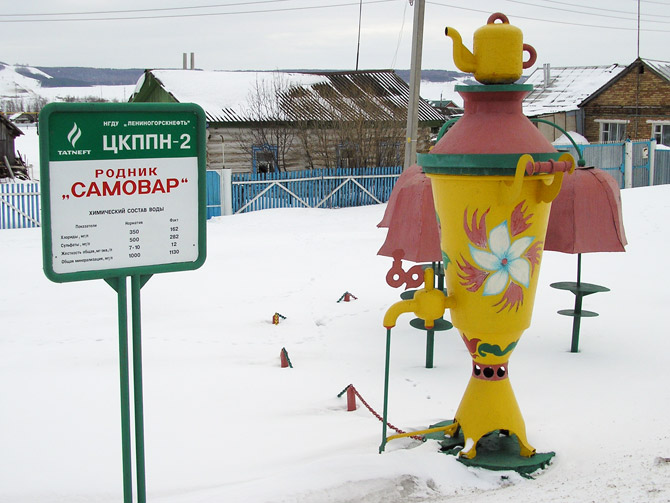 НГДУ „ЛЕНИНОГОРСКНЕФТЬ"
TATNEFT
ЦКППН-2
РОДНИК
„САМОВАР"
ХИМИЧЕСКИЙ СОСТАВ ВОДЫ
Показатели Норматив Факт
Хлориды, мг/л 350 162
Сульфаты, мг/л 500 282
Жёсткость общая, мг-экв./л 7-10 12
Общая минерализация, мг/л 1000 1130